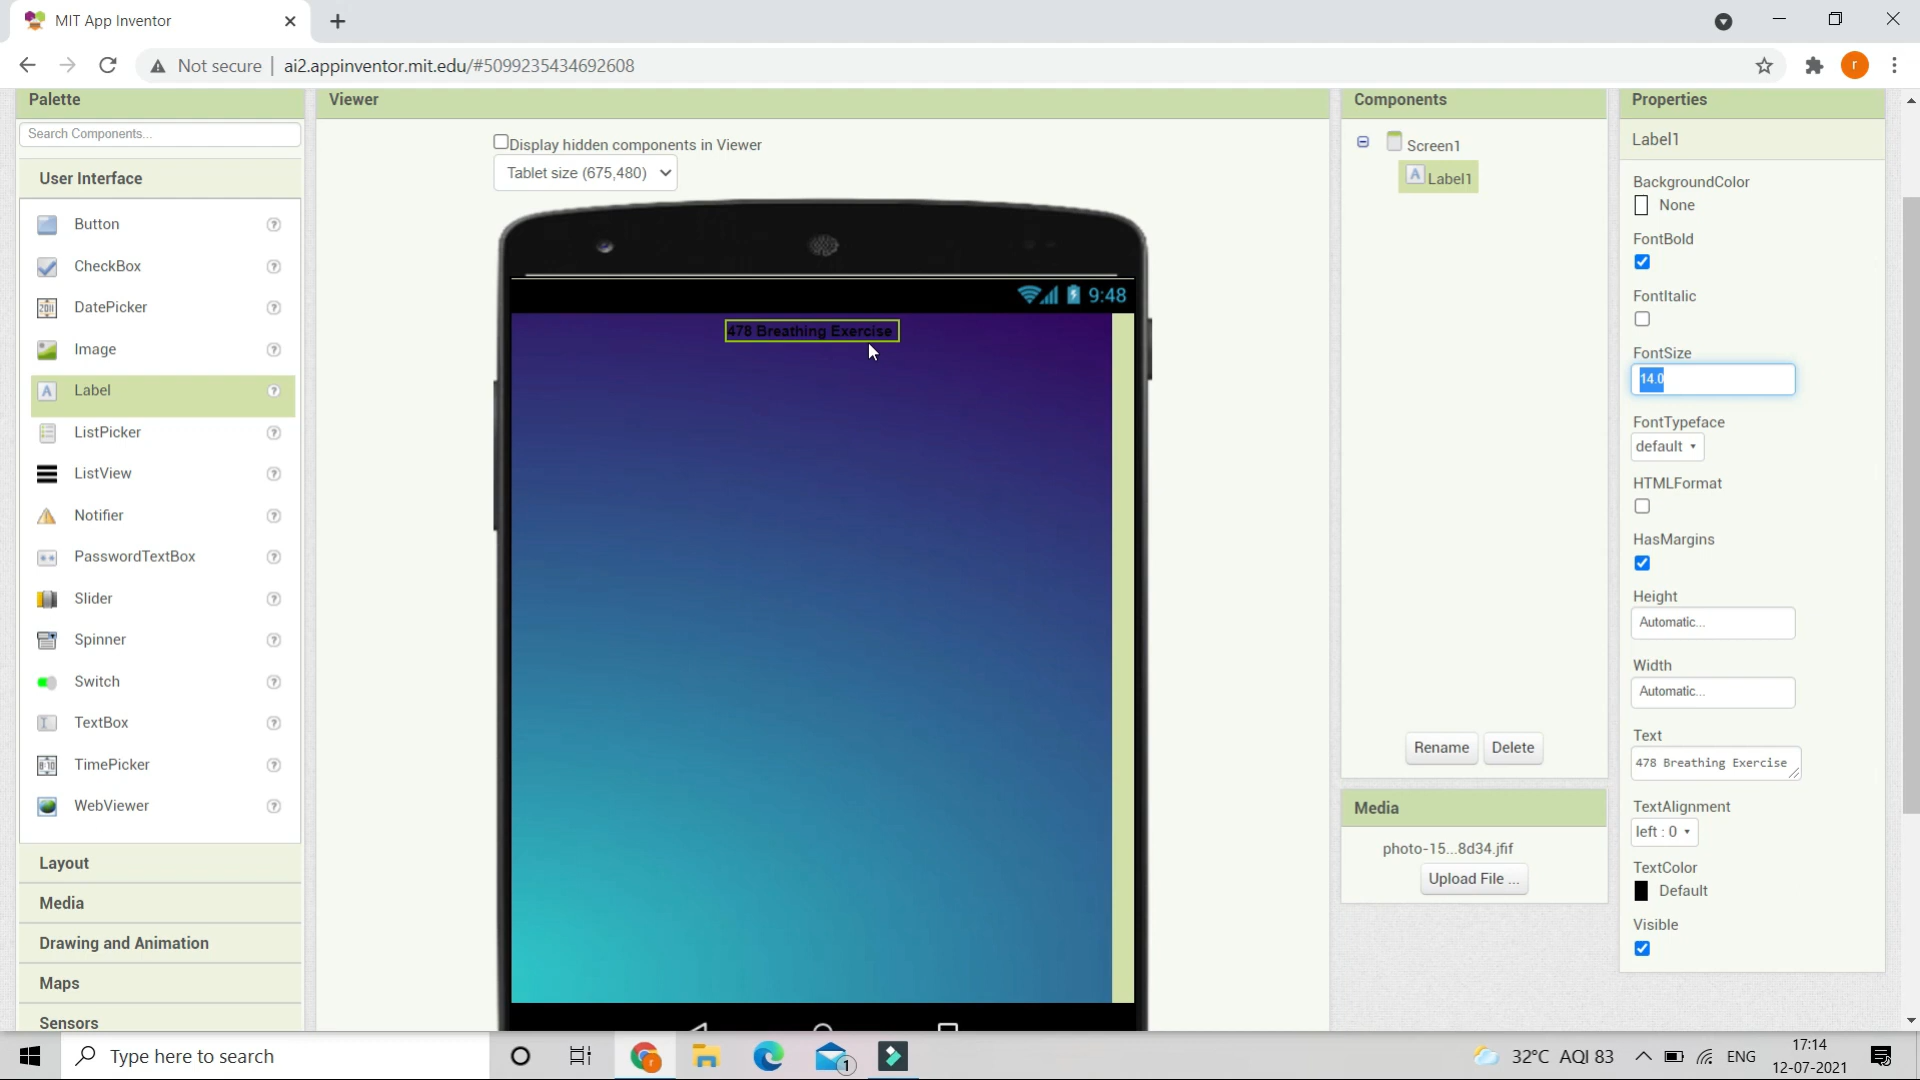 MIT App Inventor
Not secure
ai2.appinventor.mit.edu/#5099235434692608
r
Palette
Search Components...
User Interface
Button
CheckBox
DatePicker
Image
Label
ListPicker
ListView
Notifier
PasswordTextBox
Slider
Spinner
Switch
TextBox
TimePicker
WebViewer
Layout
Media
Drawing and Animation
Maps
Sensors
Viewer
Display hidden components in Viewer
Tablet size (675,480)
9:48
478 Breathing Exercise
Components
Screen1
Label1
Rename
Delete
Media
photo-15...8d34.jfif
Upload File ...
Properties
Label1
BackgroundColor
None
FontBold
FontItalic
FontSize
14.0
FontTypeface
default
HTMLFormat
HasMargins
Height
Automatic...
Width
Automatic...
Text
478 Breathing Exercise
TextAlignment
left : 0
TextColor
Default
Visible
Type here to search
1
32°C AQI 83
ENG
17:14
12-07-2021